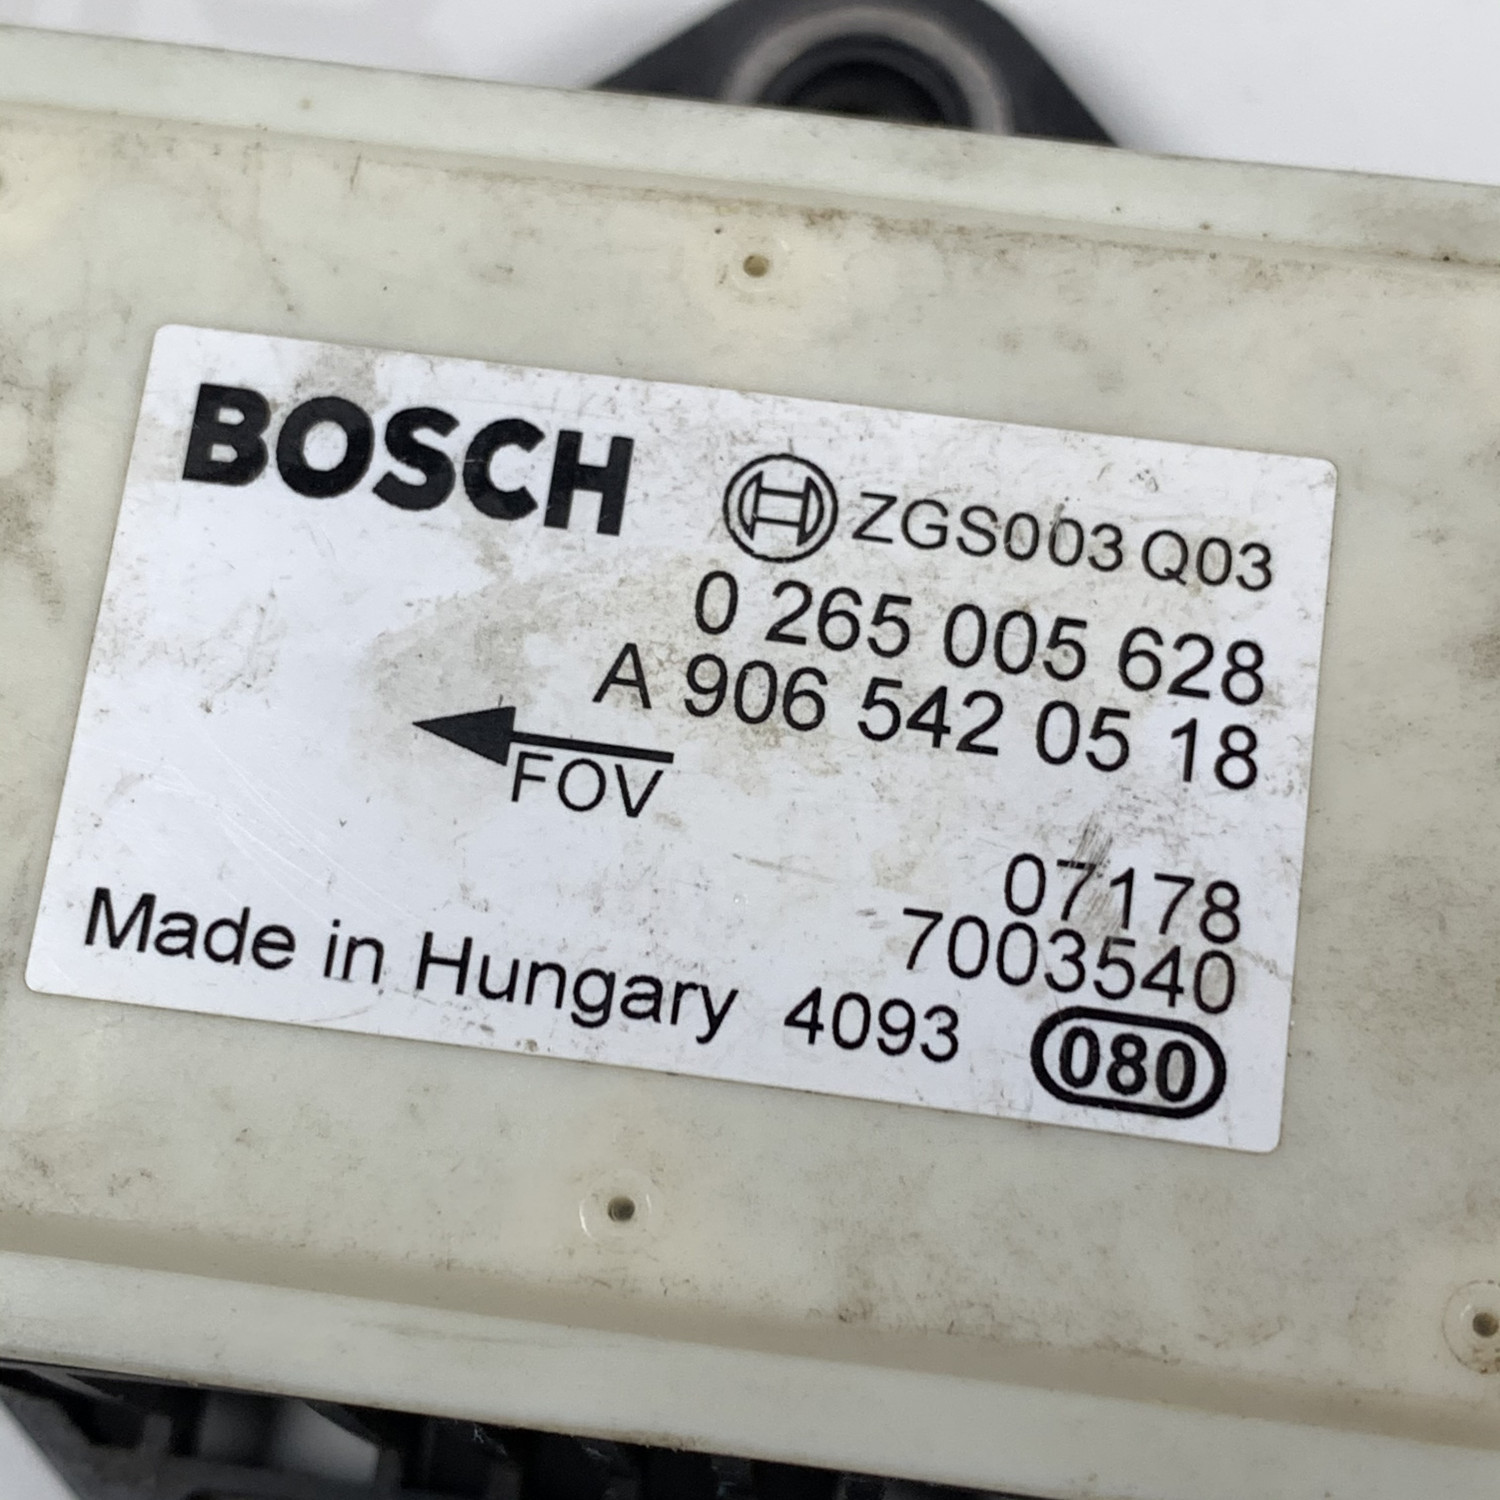 BOSCH
ZGS003 Q03
0 265 005 628
A 906 542 05 18
FOV
07178
7003540
Made in Hungary 4093
080